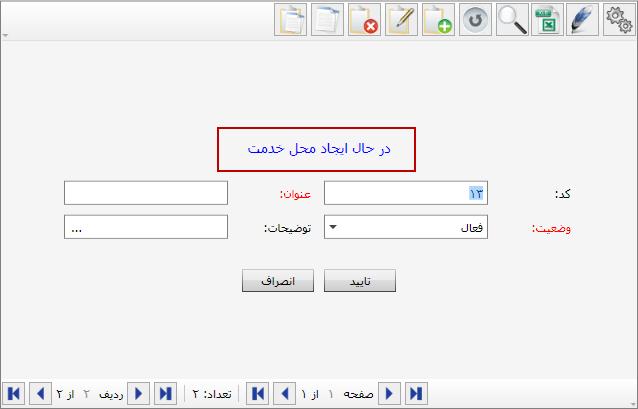 در حال ایجاد محل خدمت
کد: ۱۳ عنوان:
وضعیت: فعال توضیحات: ...
تایید انصراف
صفحه ۱ از ۱ تعداد: ۲ ردیف ۲ از ۲